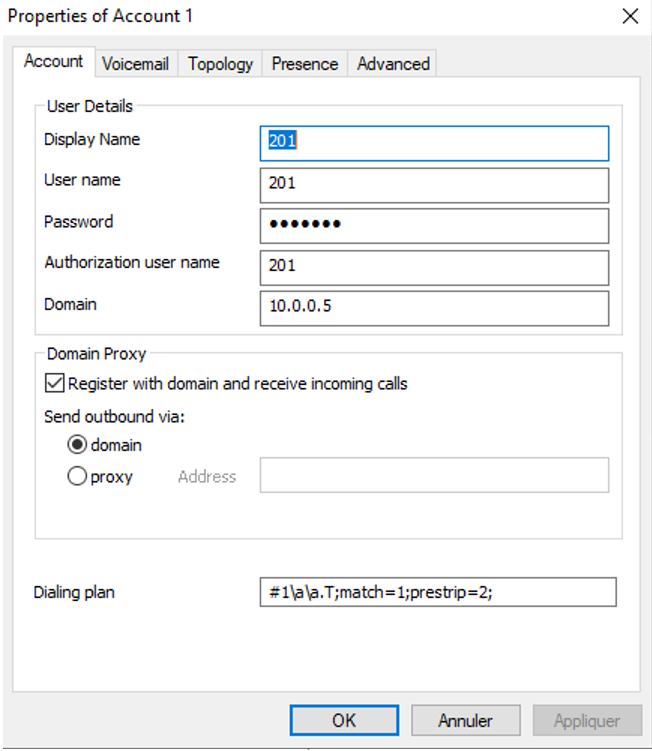 Properties of Account 1
Account Voicemail Topology Presence Advanced
User Details
Display Name 201
User name 201
Password •••••••
Authorization user name 201
Domain 10.0.0.5
Domain Proxy
Register with domain and receive incoming calls
Send outbound via:
domain
proxy Address
Dialing plan #1\a\a.T;match=1;prestrip=2;
OK Annuler Appliquer